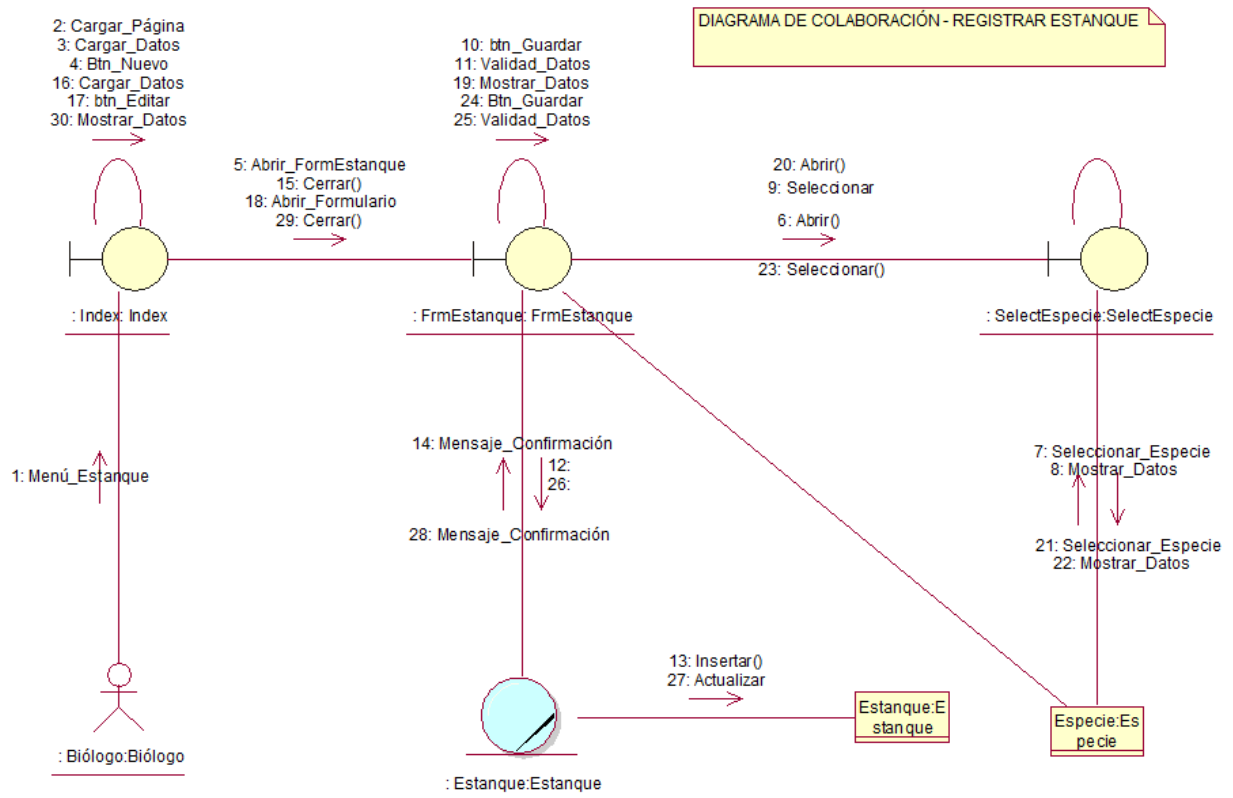 DIAGRAMA DE COLABORACIÓN - REGISTRAR ESTANQUE
2: Cargar_Página
3: Cargar_Datos
4: Btn_Nuevo
16: Cargar_Datos
17: btn_Editar
30: Mostrar_Datos
10: btn_Guardar
11: Validad_Datos
19: Mostrar_Datos
24: Btn_Guardar
25: Validad_Datos
5: Abrir_FormEstanque
15: Cerrar()
18: Abrir_Formulario
29: Cerrar()
20: Abrir()
9: Seleccionar
6: Abrir()
23: Seleccionar()
: Index: Index
: FrmEstanque: FrmEstanque
: SelectEspecie:SelectEspecie
1: Menú_Estanque
14: Mensaje_Confirmación
12:
26:
28: Mensaje_Confirmación
7: Seleccionar_Especie
8: Mostrar_Datos
21: Seleccionar_Especie
22: Mostrar_Datos
13: Insertar()
27: Actualizar
Estanque:E
stanque
Especie:Es
pecie
: Biólogo:Biólogo
: Estanque:Estanque